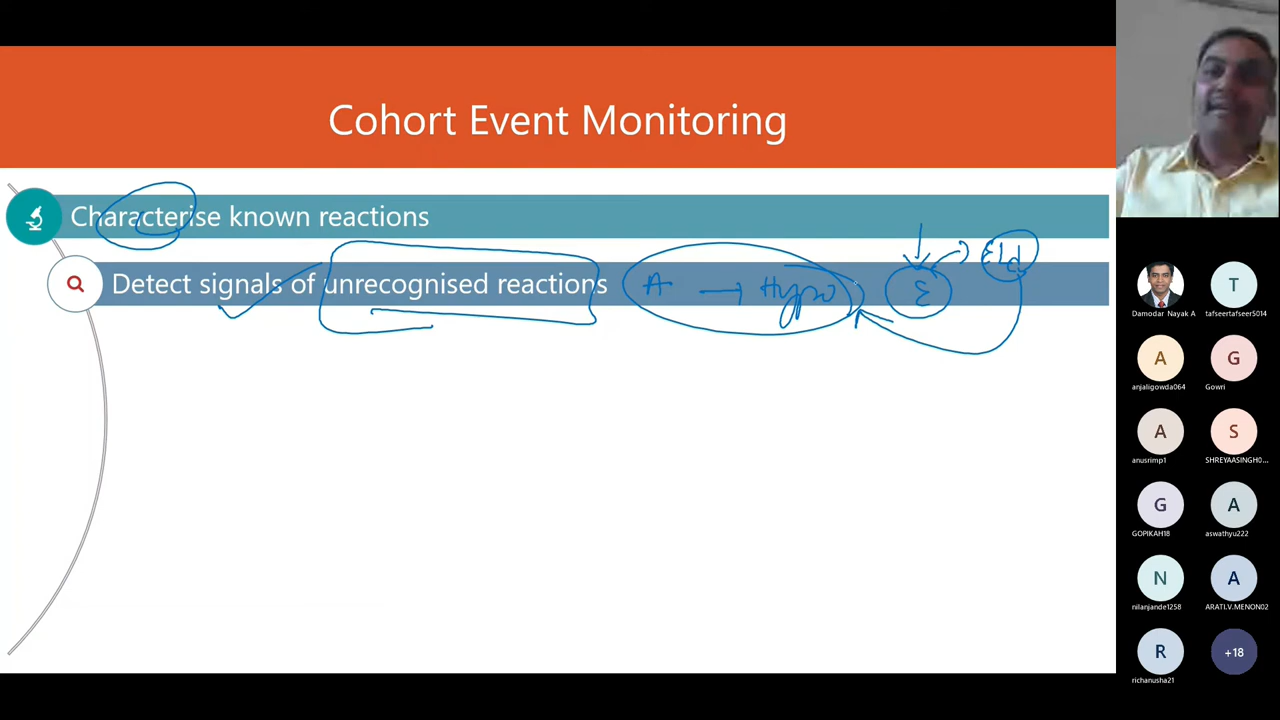 Cohort Event Monitoring
Characterise known reactions
Detect signals of unrecognised reactions
A → Hypo
Damodar Nayak A
T
tafseertafseer5014
A
anjaligowda064
G
Gowri
A
anusrimp1
S
SHREYAASINGH0...
G
GOPIKAH18
A
aswathyu222
N
nilanjande1258
A
ARATI.V.MENON02
R
richanusha21
+18